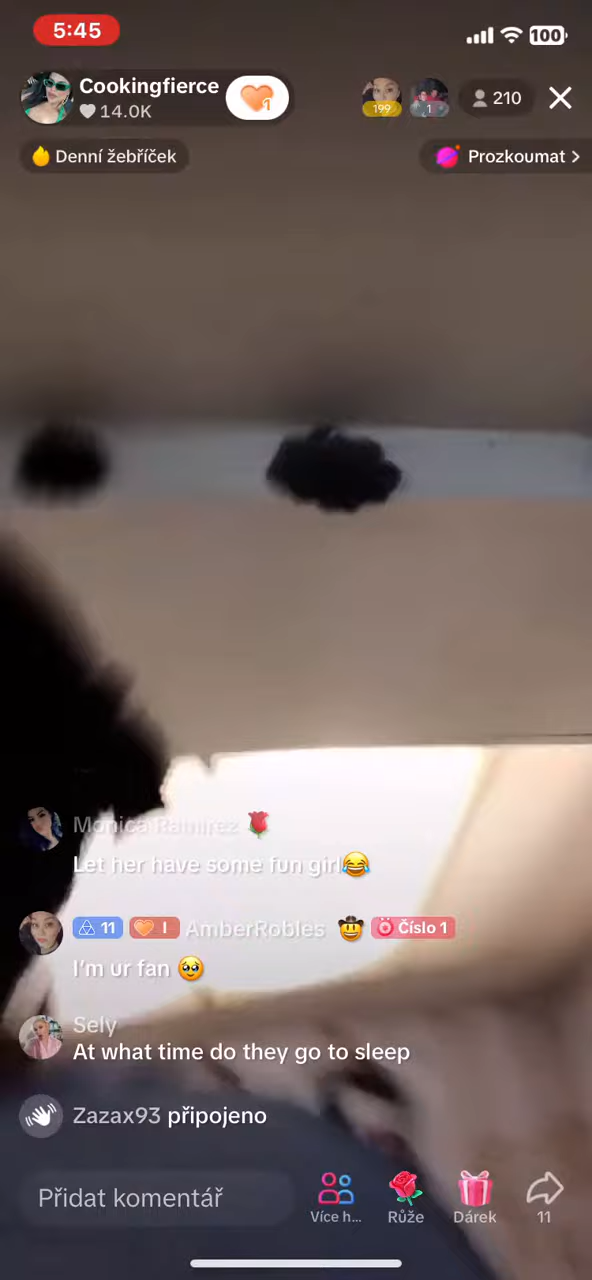 5:45
100
Cookingfierce
14.0K
1
199
1
210
Denní žebříček
Prozkoumat >
Monica Ramirez 🌹
Let her have some fun girl😂
11 I AmberRobles 🤠 Číslo 1
I'm ur fan 🥹
Sely
At what time do they go to sleep
Zazax93 připojeno
Přidat komentář
Více h...
Růže
Dárek
11